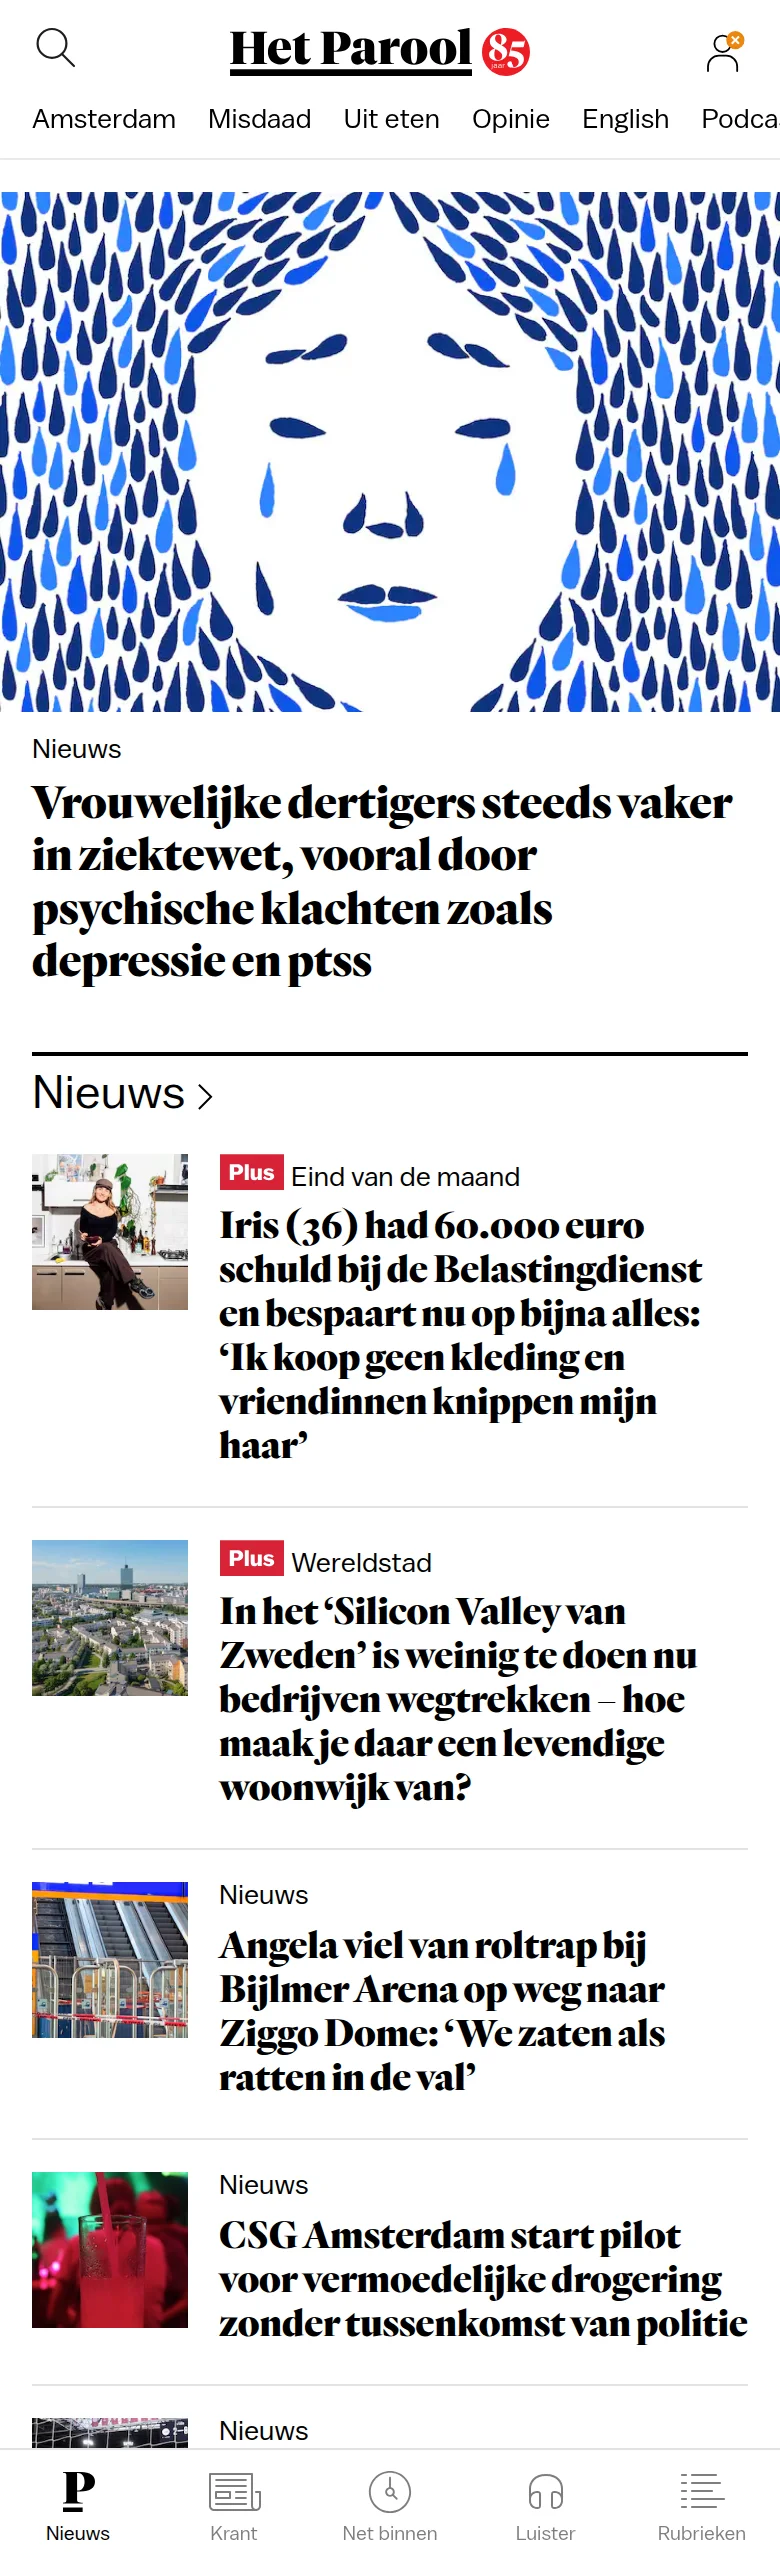 Het Parool 85 jaar
Amsterdam Misdaad Uit eten Opinie English Podca
Nieuws
Vrouwelijke dertigers steeds vaker
in ziektewet, vooral door
psychische klachten zoals
depressie en ptss
Nieuws
Plus Eind van de maand
Iris (36) had 60.000 euro
schuld bij de Belastingdienst
en bespaart nu op bijna alles:
‘Ik koop geen kleding en
vriendinnen knippen mijn
haar’
Plus Wereldstad
In het ‘Silicon Valley van
Zweden’ is weinig te doen nu
bedrijven wegtrekken – hoe
maak je daar een levendige
woonwijk van?
Nieuws
Angela viel van roltrap bij
Bijlmer Arena op weg naar
Ziggo Dome: ‘We zaten als
ratten in de val’
Nieuws
CSG Amsterdam start pilot
voor vermoedelijke drogering
zonder tussenkomst van politie
Nieuws
P
Nieuws Krant Net binnen Luister Rubrieken